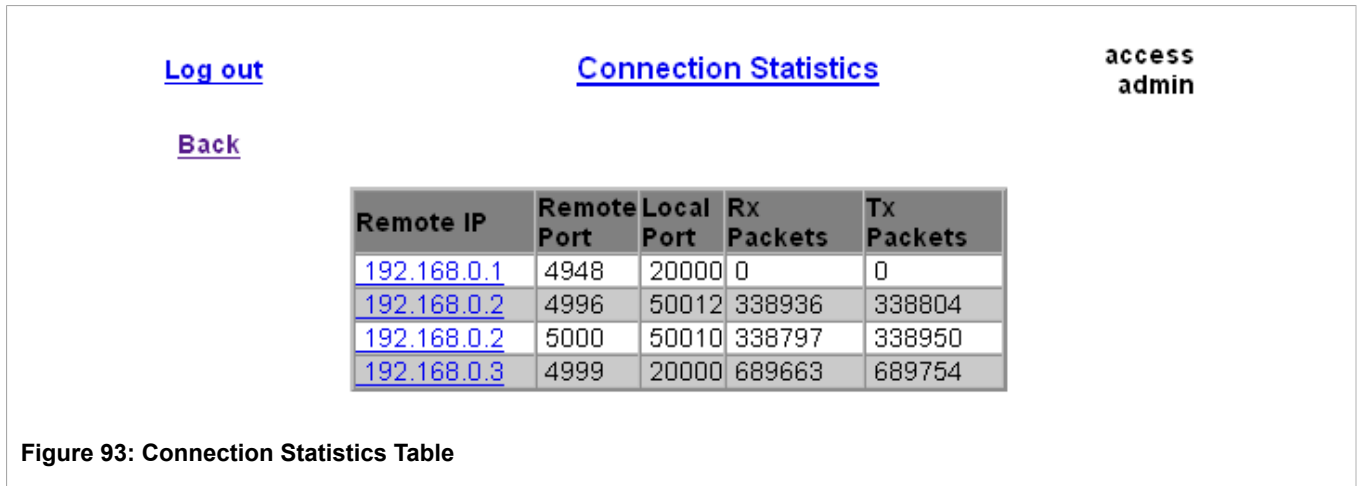 Log out Connection Statistics access
admin
Back
Remote IP Remote Port Local Port Rx Packets Tx Packets
192.168.0.1 4948 20000 0 0
192.168.0.2 4996 50012 338936 338804
192.168.0.2 5000 50010 338797 338950
192.168.0.3 4999 20000 689663 689754
Figure 93: Connection Statistics Table